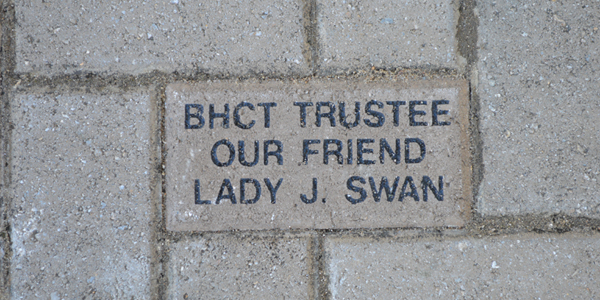 BHCT TRUSTEE
OUR FRIEND
LADY J. SWAN